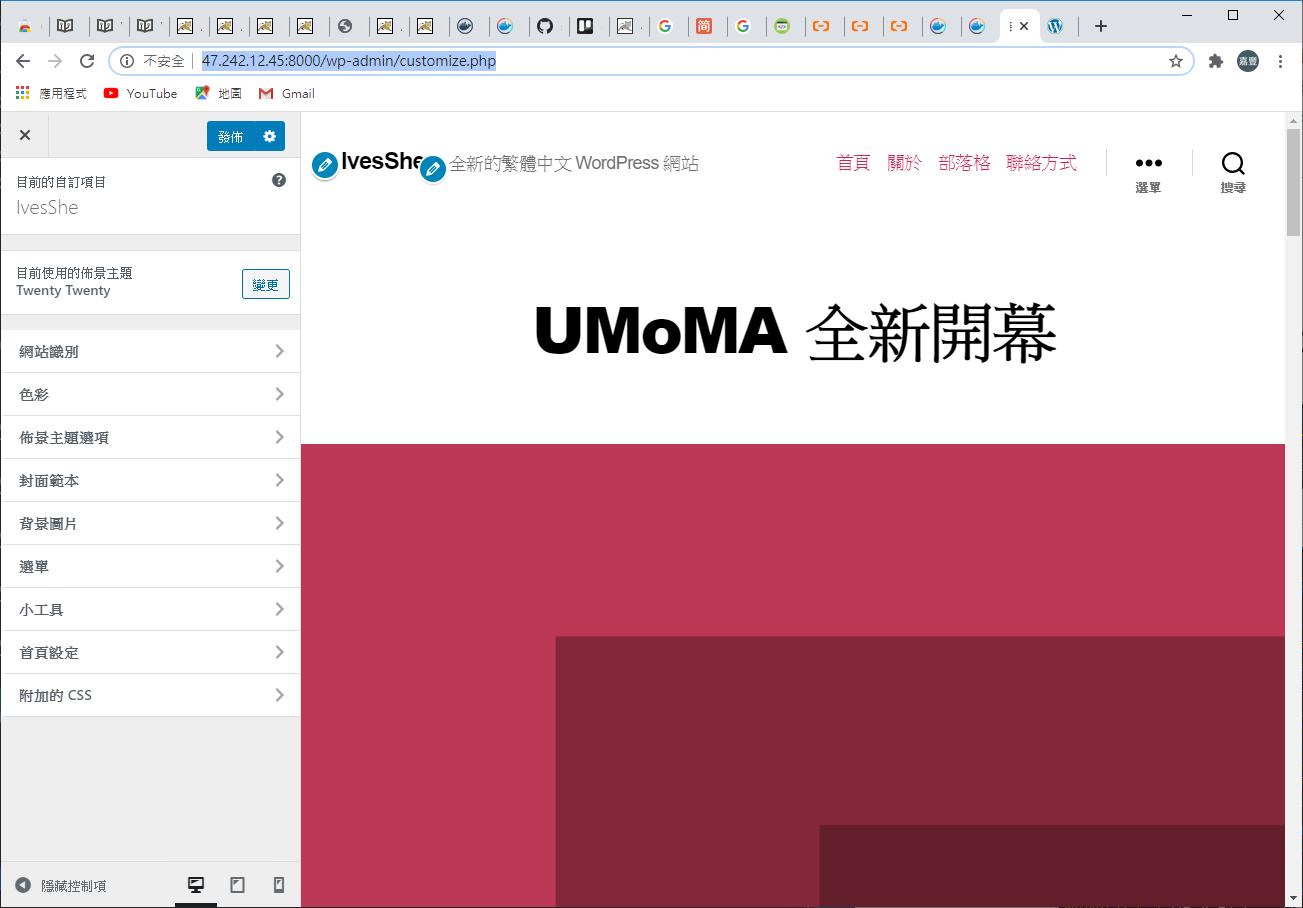 不安全 47.242.12.45:8000/wp-admin/customize.php
嘉豐
應用程式 YouTube 地圖 Gmail
發佈
目前的自訂項目
IvesShe
目前使用的佈景主題
Twenty Twenty
變更
網站識別
色彩
佈景主題選項
封面範本
背景圖片
選單
小工具
首頁設定
附加的 CSS
隱藏控制項
IvesShe 全新的繁體中文 WordPress 網站
首頁 關於 部落格 聯絡方式
選單
搜尋
UMoMA 全新開幕